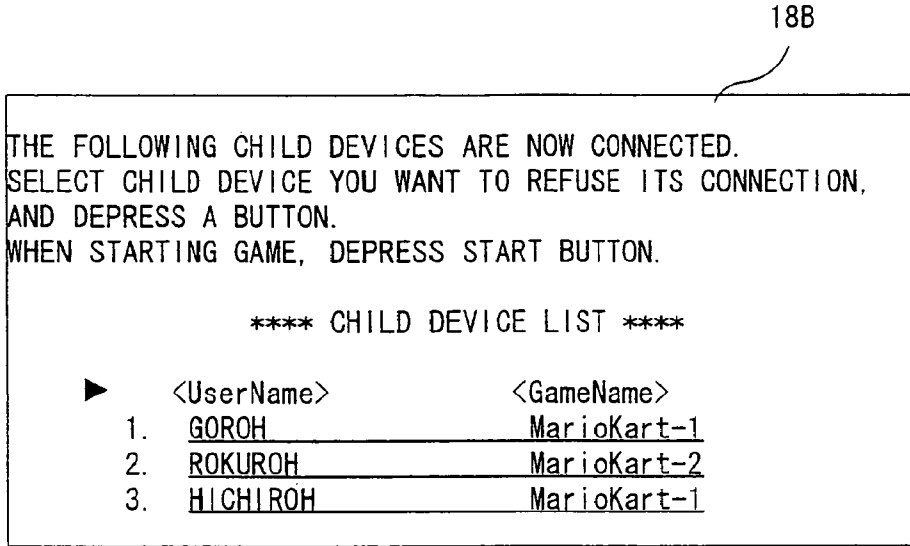 18B
THE FOLLOWING CHILD DEVICES ARE NOW CONNECTED.
SELECT CHILD DEVICE YOU WANT TO REFUSE ITS CONNECTION,
AND DEPRESS A BUTTON.
WHEN STARTING GAME, DEPRESS START BUTTON.
**** CHILD DEVICE LIST ****
▶ <UserName> <GameName>
1. GOROH MarioKart-1
2. ROKUROH MarioKart-2
3. HICHIROH MarioKart-1